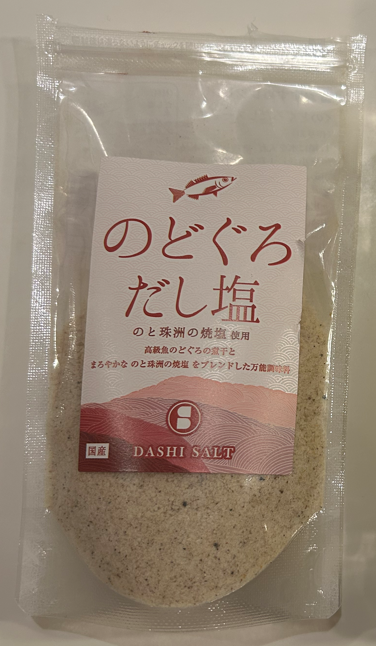 のどぐろ
だし塩
のと珠洲の焼塩 使用
高級魚のどぐろの煮干と
まろやかな のと珠洲の焼塩 をブレンドした万能調味料
国産
DASHI SALT